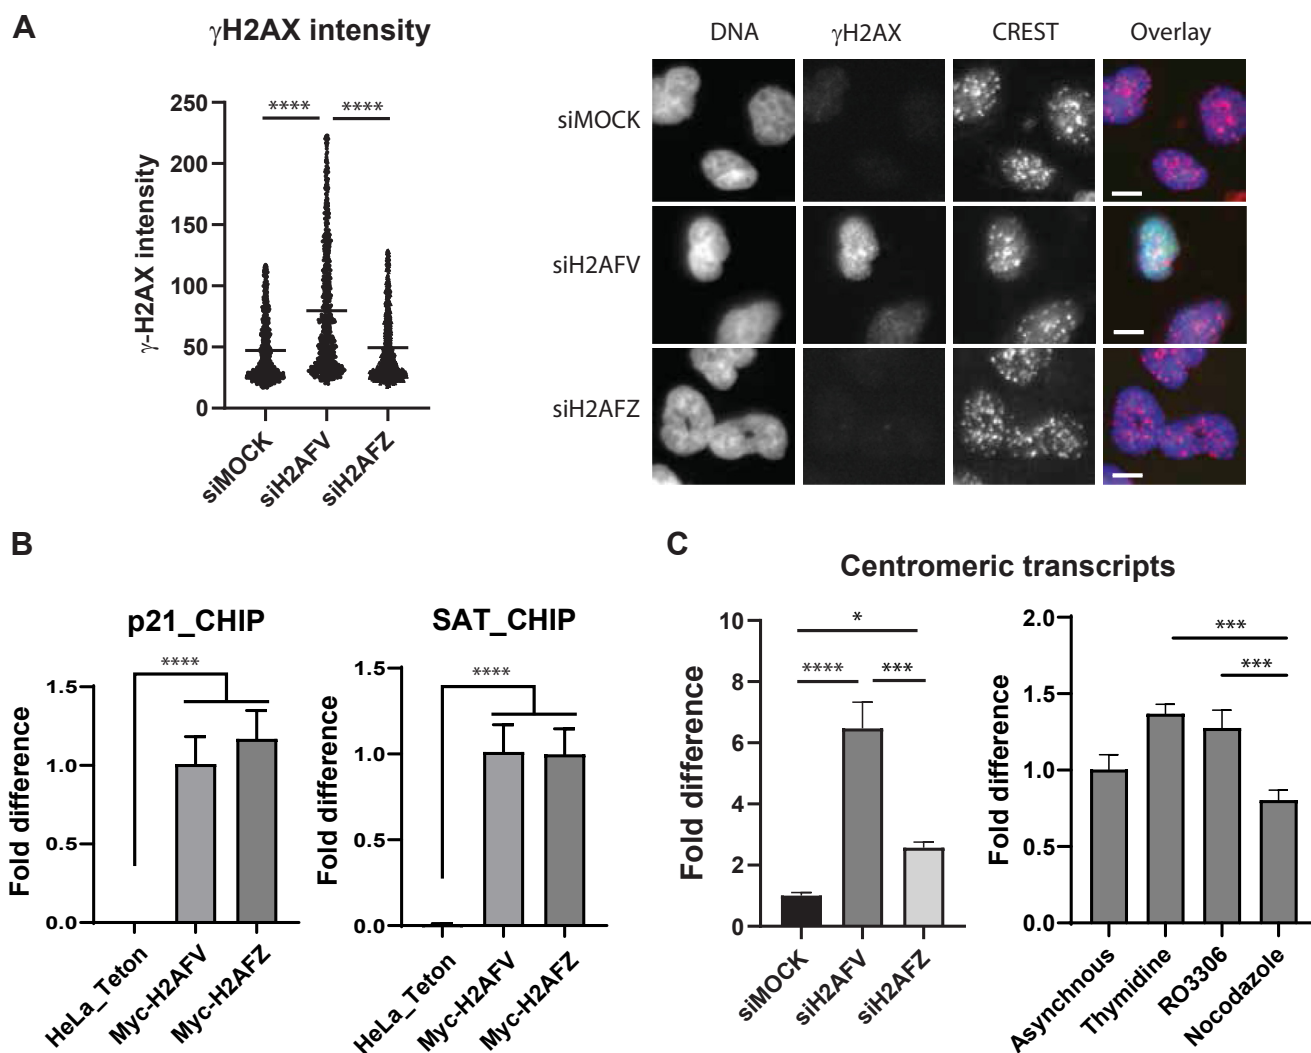 A
γH2AX intensity
γ-H2AX intensity
250
200
150
100
50
0
****
****
siMOCK
siH2AFV
siH2AFZ
DNA
γH2AX
CREST
Overlay
siMOCK
siH2AFV
siH2AFZ
B
p21_CHIP
Fold difference
1.5
1.0
0.5
0.0
****
HeLa_Teton
Myc-H2AFV
Myc-H2AFZ
SAT_CHIP
Fold difference
1.5
1.0
0.5
0.0
****
HeLa_Teton
Myc-H2AFV
Myc-H2AFZ
C
Centromeric transcripts
Fold difference
10
8
6
4
2
0
*
****
***
siMOCK
siH2AFV
siH2AFZ
Fold difference
2.0
1.5
1.0
0.5
0.0
***
***
Asynchnous
Thymidine
RO3306
Nocodazole